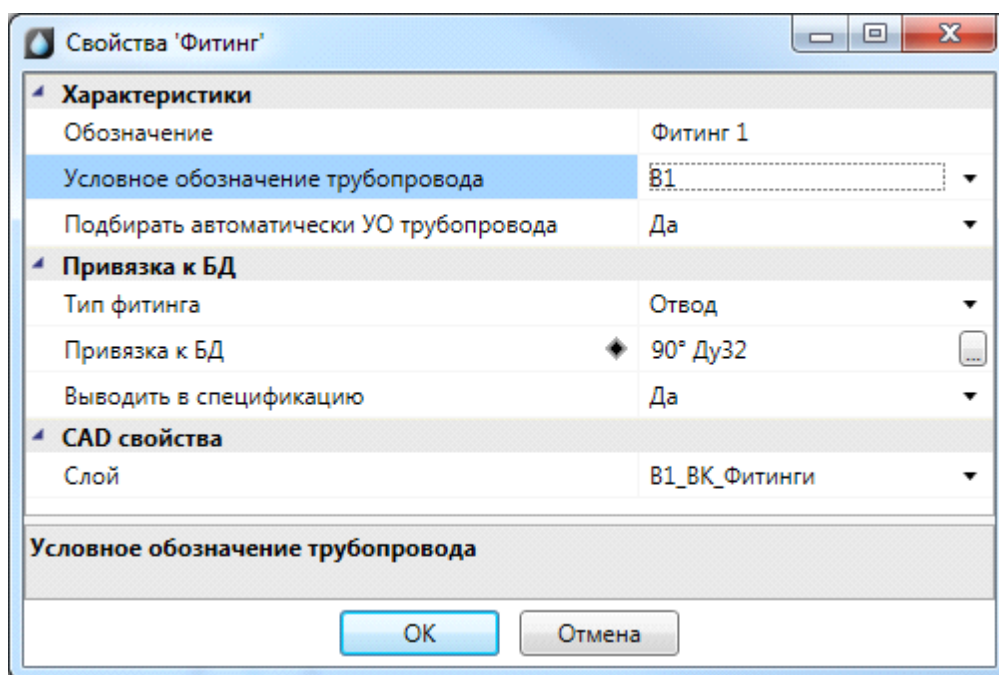 Свойства 'Фитинг'
Характеристики
Обозначение Фитинг 1
Условное обозначение трубопровода В1
Подбирать автоматически УО трубопровода Да
Привязка к БД
Тип фитинга Отвод
Привязка к БД 90° Ду32 ...
Выводить в спецификацию Да
CAD свойства
Слой В1_ВК_Фитинги
Условное обозначение трубопровода
ОК Отмена